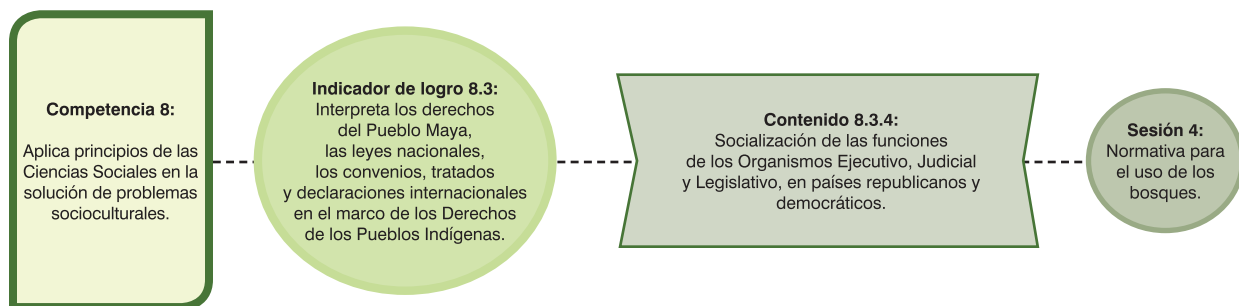 Competencia 8:
Aplica principios de las
Ciencias Sociales en la
solución de problemas
socioculturales.
Indicador de logro 8.3:
Interpreta los derechos
del Pueblo Maya,
las leyes nacionales,
los convenios, tratados
y declaraciones internacionales
en el marco de los Derechos
de los Pueblos Indígenas.
Contenido 8.3.4:
Socialización de las funciones
de los Organismos Ejecutivo, Judicial
y Legislativo, en países republicanos y
democráticos.
Sesión 4:
Normativa para
el uso de los
bosques.